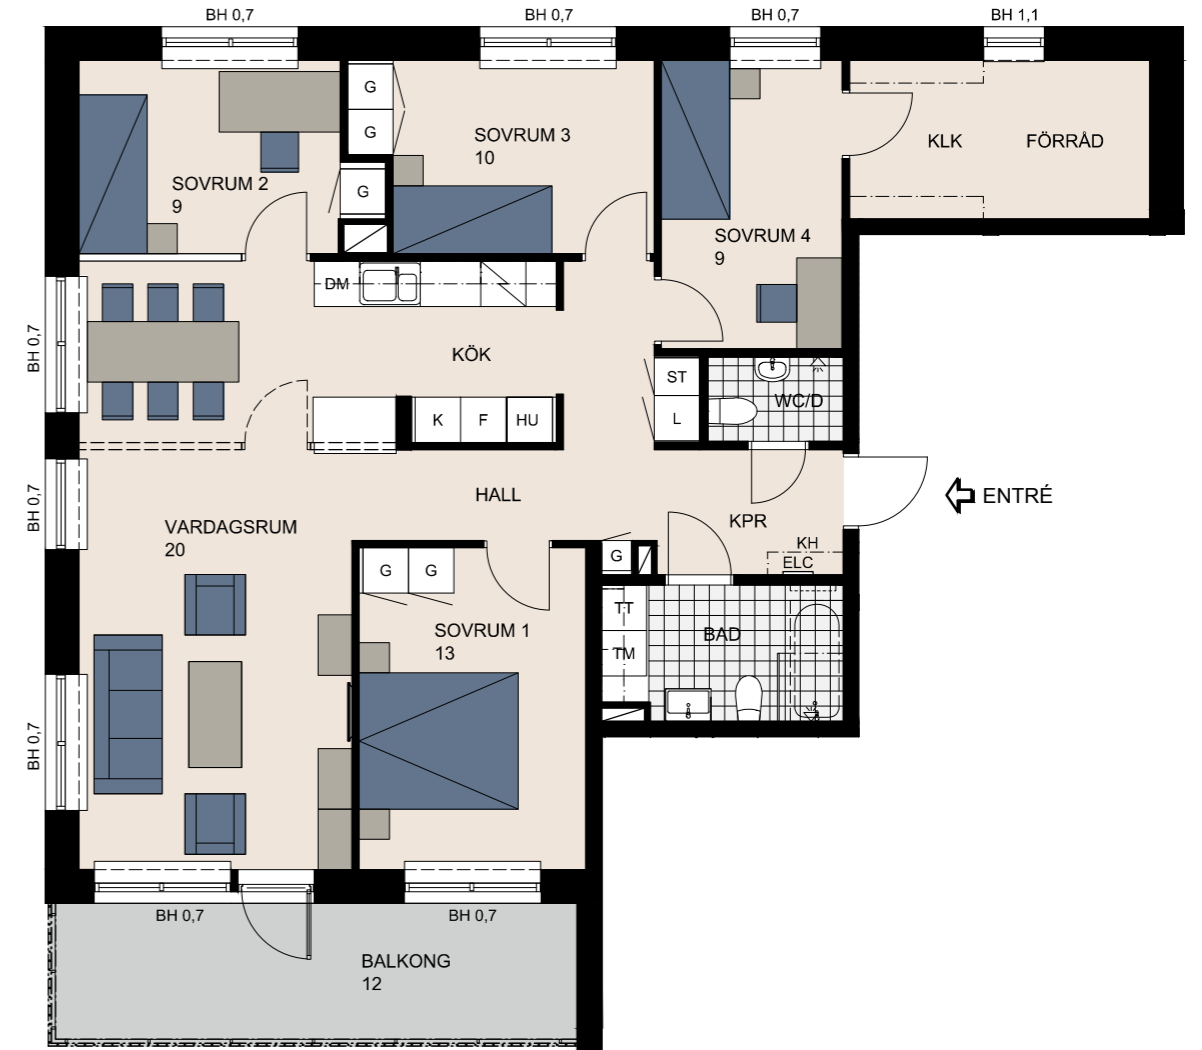 BH 0,7
BH 0,7
BH 0,7
BH 1,1
G
G
SOVRUM 3
10
KLK
FÖRRÅD
SOVRUM 2
9
G
SOVRUM 4
9
DM
BH 0,7
KÖK
ST
WC/D
K
F
HU
L
BH 0,7
HALL
ENTRÉ
VARDAGSRUM
20
KPR
KH
ELC
G
G
G
TT
SOVRUM 1
13
BAD
TM
BH 0,7
BH 0,7
BH 0,7
BALKONG
12